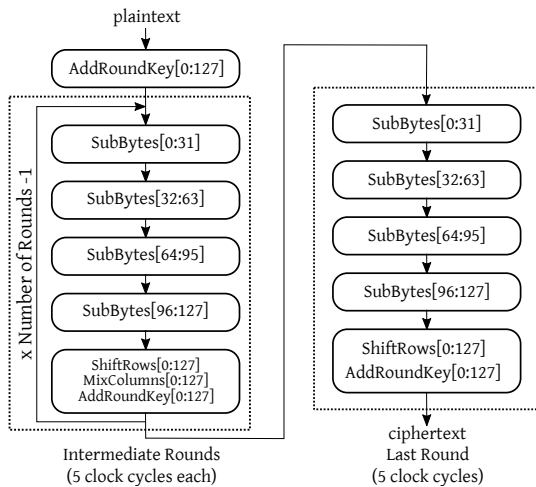 plaintext
AddRoundKey[0:127]
x Number of Rounds -1
SubBytes[0:31]
SubBytes[32:63]
SubBytes[64:95]
SubBytes[96:127]
ShiftRows[0:127]
MixColumns[0:127]
AddRoundKey[0:127]
Intermediate Rounds
(5 clock cycles each)
SubBytes[0:31]
SubBytes[32:63]
SubBytes[64:95]
SubBytes[96:127]
ShiftRows[0:127]
AddRoundKey[0:127]
ciphertext
Last Round
(5 clock cycles)